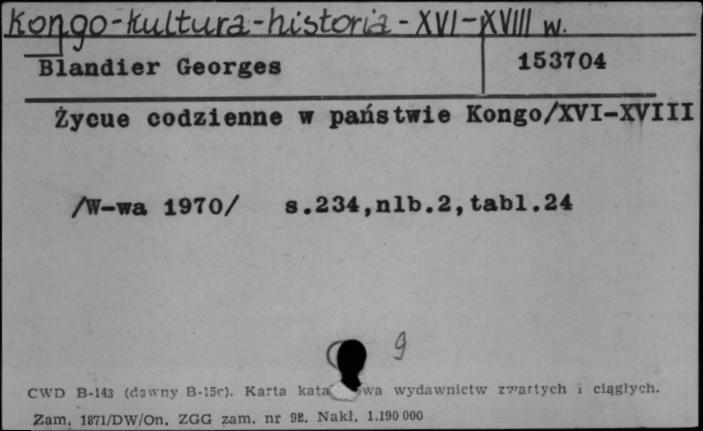 Kongo-kultura-historia-XVI-XVIII w.
Blandier Georges 153704
Życue codzienne w państwie Kongo/XVI-XVIII
/W-wa 1970/ s.234,nlb.2,tabl.24
9
CWD B-143 (dawny B-15c). Karta kata wa wydawnictw zwartych i ciągłych.
Zam. 1871/DW/On. ZGG zam. nr 92. Nakł. 1.190 000